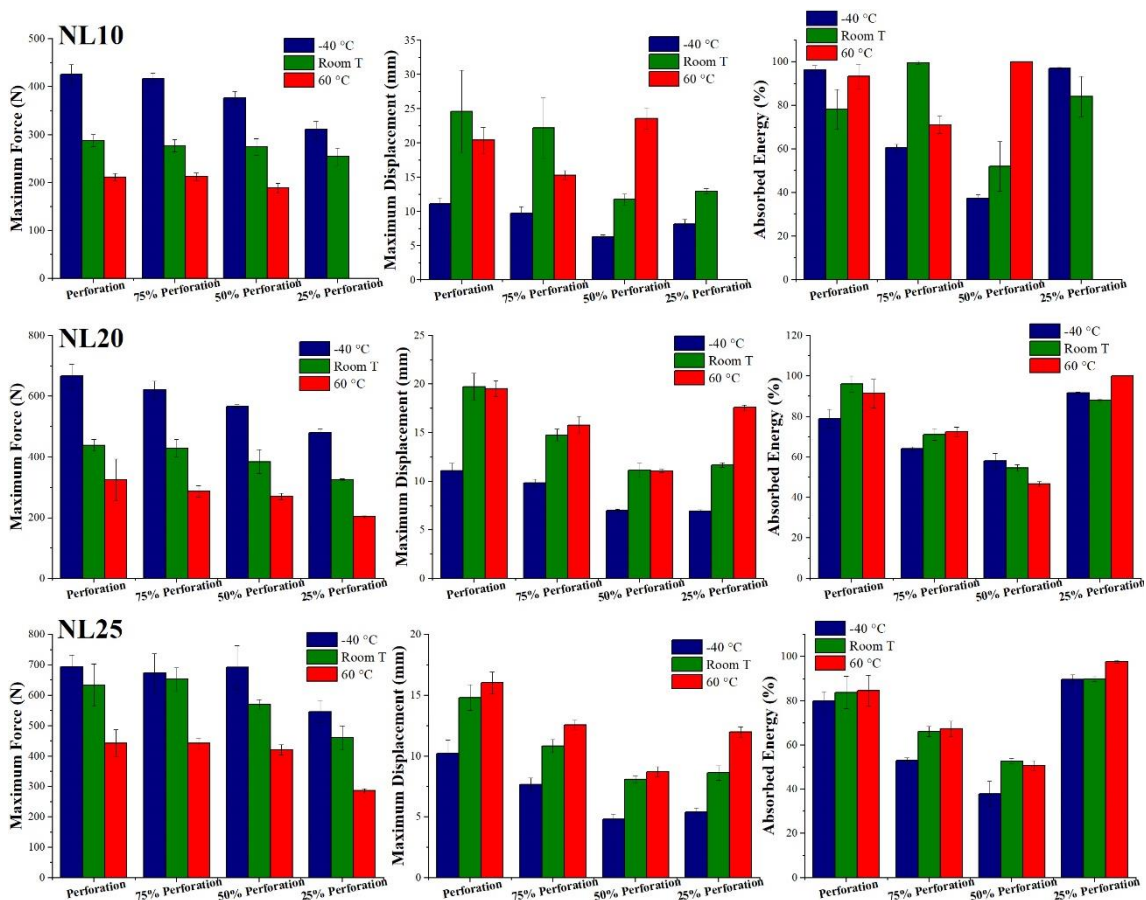 NL10
Maximum Force (N)
500
400
300
200
100
0
-40 °C
Room T
60 °C
Perforation
75% Perforation
50% Perforation
25% Perforation
Maximum Displacement (mm)
35
30
25
20
15
10
5
0
-40 °C
Room T
60 °C
Perforation
75% Perforation
50% Perforation
25% Perforation
Absorbed Energy (%)
100
80
60
40
20
0
-40 °C
Room T
60 °C
Perforation
75% Perforation
50% Perforation
25% Perforation
NL20
Maximum Force (N)
800
600
400
200
0
-40 °C
Room T
60 °C
Perforation
75% Perforation
50% Perforation
25% Perforation
Maximum Displacement (mm)
25
20
15
10
5
0
-40 °C
Room T
60 °C
Perforation
75% Perforation
50% Perforation
25% Perforation
Absorbed Energy (%)
120
100
80
60
40
20
0
-40 °C
Room T
60 °C
Perforation
75% Perforation
50% Perforation
25% Perforation
NL25
Maximum Force (N)
800
700
600
500
400
300
200
100
0
-40 °C
Room T
60 °C
Perforation
75% Perforation
50% Perforation
25% Perforation
Maximum Displacement (mm)
20
15
10
5
0
-40 °C
Room T
60 °C
Perforation
75% Perforation
50% Perforation
25% Perforation
Absorbed Energy (%)
100
80
60
40
20
0
-40 °C
Room T
60 °C
Perforation
75% Perforation
50% Perforation
25% Perforation